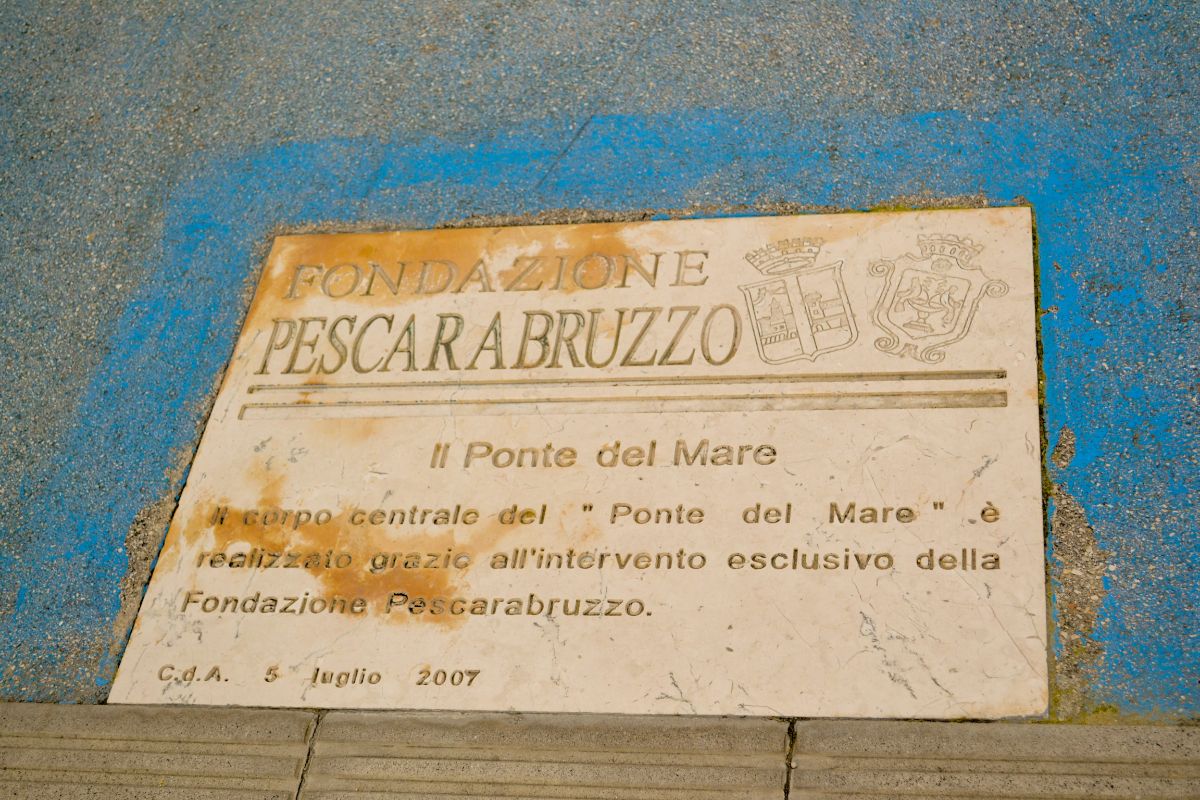 FONDAZIONE
PESCARABRUZZO
Il Ponte del Mare
Il corpo centrale del "Ponte del Mare" è
realizzato grazie all'intervento esclusivo della
Fondazione Pescarabruzzo.
C.d.A. 5 luglio 2007